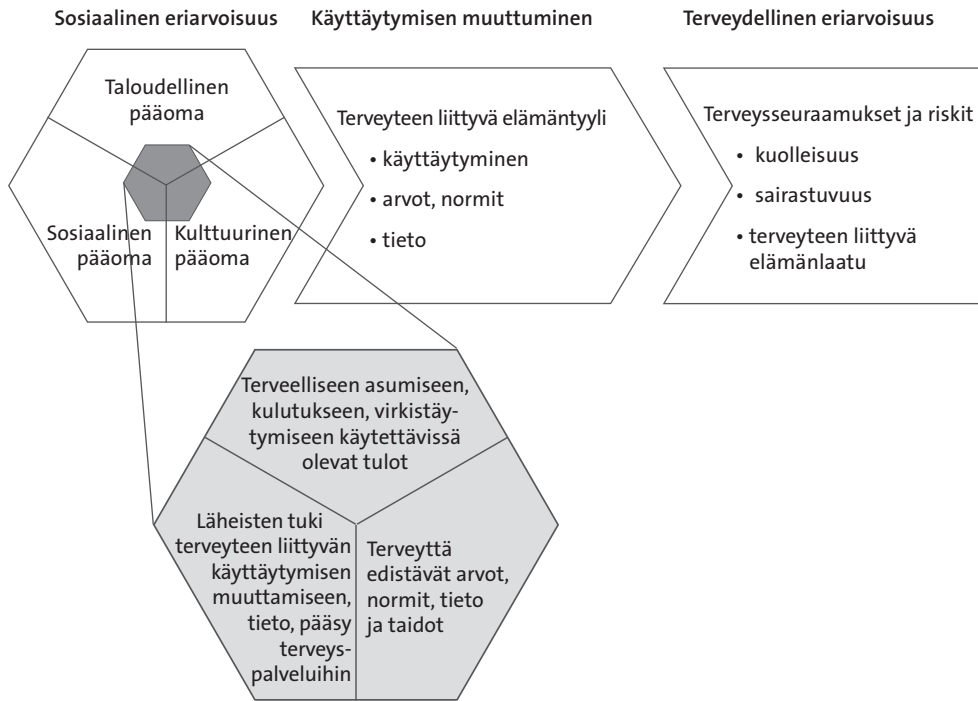 Sosiaalinen eriarvoisuus
Käyttäytymisen muuttuminen
Terveydellinen eriarvoisuus
Taloudellinen
pääoma
Sosiaalinen
pääoma
Kulttuurinen
pääoma
Terveyteen liittyvä elämäntyyli
• käyttäytyminen
• arvot, normit
• tieto
Terveysseuraamukset ja riskit
• kuolleisuus
• sairastuvuus
• terveyteen liittyvä
elämänlaatu
Terveelliseen asumiseen,
kulutukseen, virkistäy-
tymiseen käytettävissä
olevat tulot
Läheisten tuki
terveyteen liittyvän
käyttäytymisen
muuttamiseen,
tieto, pääsy
terveys-
palveluihin
Terveyttä
edistävät arvot,
normit, tieto
ja taidot